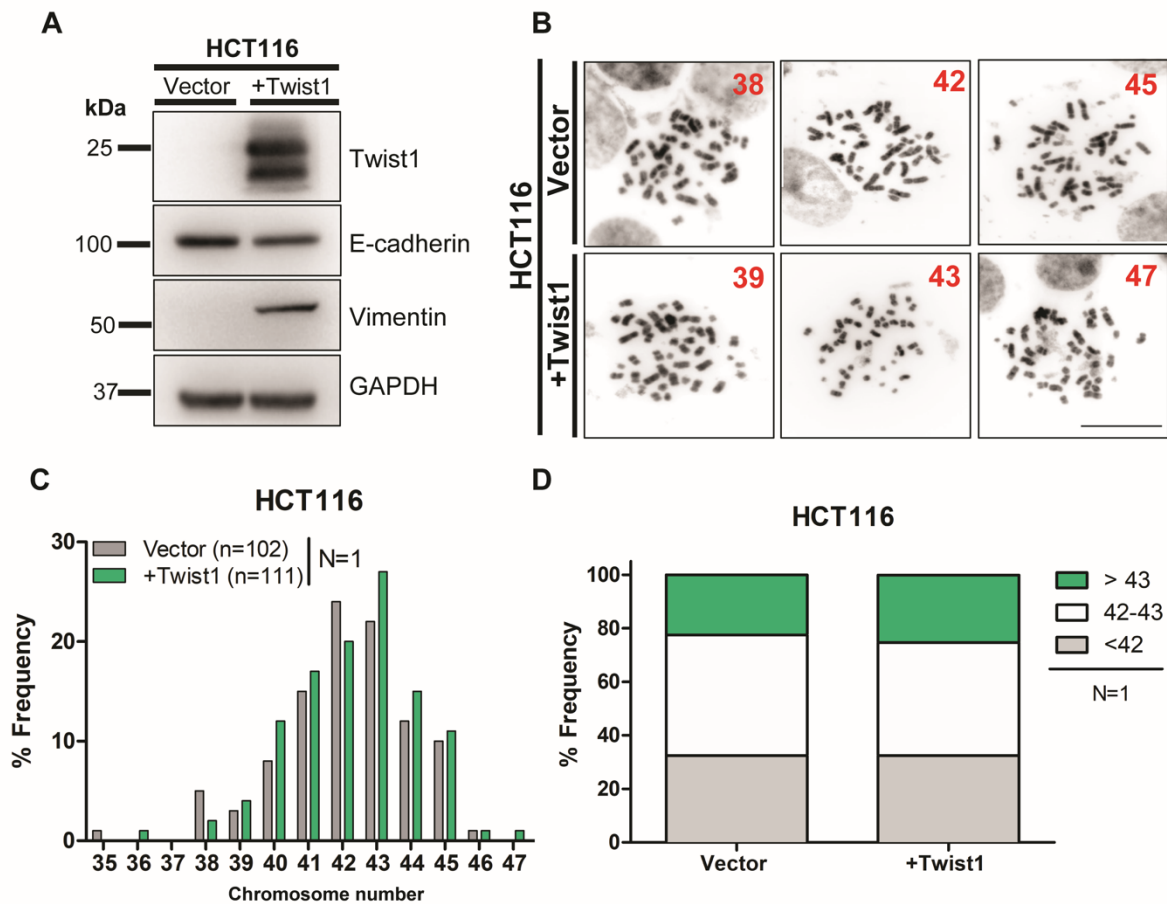 A
HCT116
Vector +Twist1
kDa
25
Twist1
100
E-cadherin
50
Vimentin
37
GAPDH
B
HCT116
Vector
38
42
45
+Twist1
39
43
47
C
HCT116
Vector (n=102)
+Twist1 (n=111)
N=1
% Frequency
30
20
10
0
35 36 37 38 39 40 41 42 43 44 45 46 47
Chromosome number
D
HCT116
% Frequency
100
80
60
40
20
0
Vector +Twist1
> 43
42-43
<42
N=1